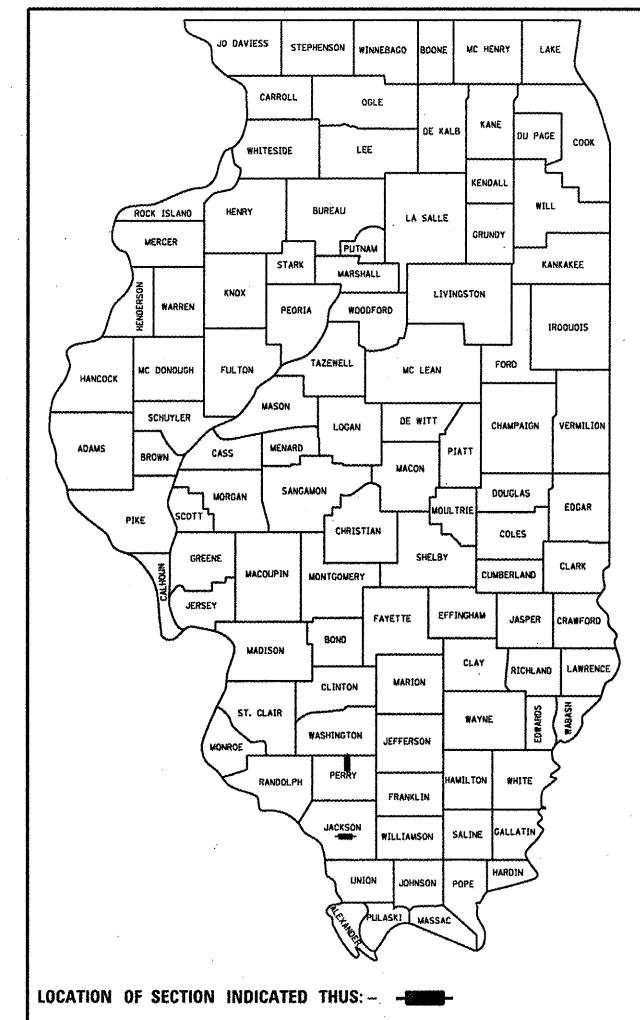 JO DAVIESS
STEPHENSON
WINNEBAGO
BOONE
MC HENRY
LAKE
CARROLL
OGLE
DE KALB
KANE
DU PAGE
COOK
WHITESIDE
LEE
KENDALL
WILL
ROCK ISLAND
HENRY
BUREAU
LA SALLE
GRUNDY
MERCER
PUTNAM
KANKAKEE
STARK
MARSHALL
HENDERSON
WARREN
KNOX
PEORIA
WOODFORD
LIVINGSTON
IROQUOIS
HANCOCK
MC DONOUGH
FULTON
TAZEWELL
MC LEAN
FORD
MASON
SCHUYLER
LOGAN
DE WITT
CHAMPAIGN
VERMILION
ADAMS
BROWN
CASS
MENARD
PIATT
MACON
MORGAN
SANGAMON
DOUGLAS
PIKE
SCOTT
MOULTRIE
EDGAR
CHRISTIAN
COLES
SHELBY
GREENE
CALHOUN
MACOUPIN
MONTGOMERY
CUMBERLAND
CLARK
JERSEY
FAYETTE
EFFINGHAM
JASPER
CRAWFORD
BOND
MADISON
CLAY
RICHLAND
LAWRENCE
MARION
CLINTON
ST. CLAIR
WAYNE
EDWARDS
WABASH
WASHINGTON
JEFFERSON
MONROE
PERRY
HAMILTON
WHITE
RANDOLPH
FRANKLIN
JACKSON
WILLIAMSON
SALINE
GALLATIN
UNION
JOHNSON
POPE
HARDIN
ALEXANDER
PULASKI
MASSAC
LOCATION OF SECTION INDICATED THUS: –